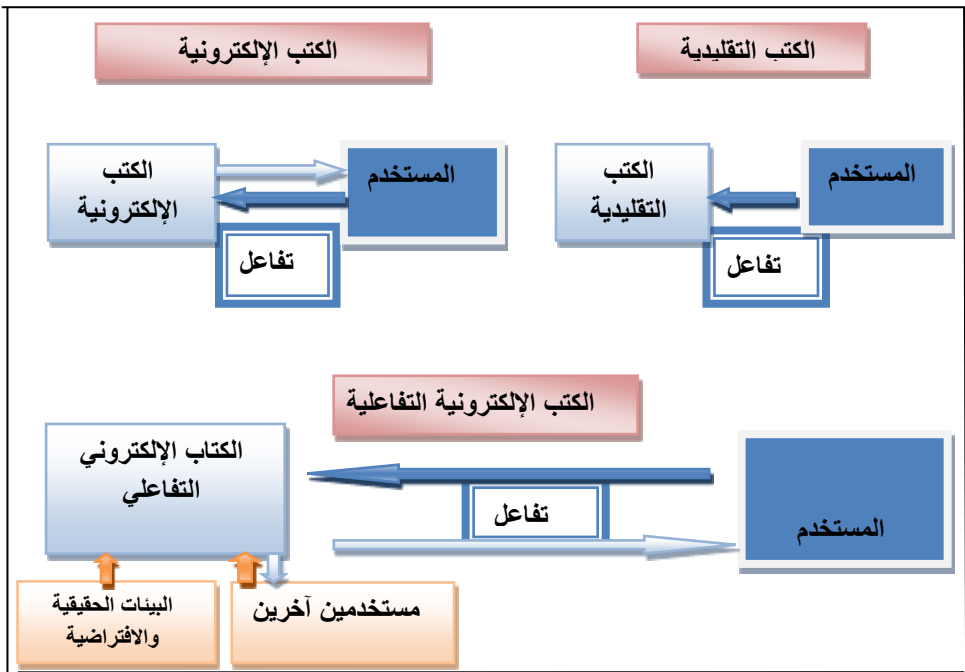 الكتب التقليدية
الكتب الإلكترونية
المستخدم
الكتب
التقليدية
تفاعل
المستخدم
الكتب
الإلكترونية
تفاعل
الكتب الإلكترونية التفاعلية
المستخدم
تفاعل
الكتاب الإلكتروني
التفاعلي
مستخدمين آخرين
البيئات الحقيقية
والافتراضية